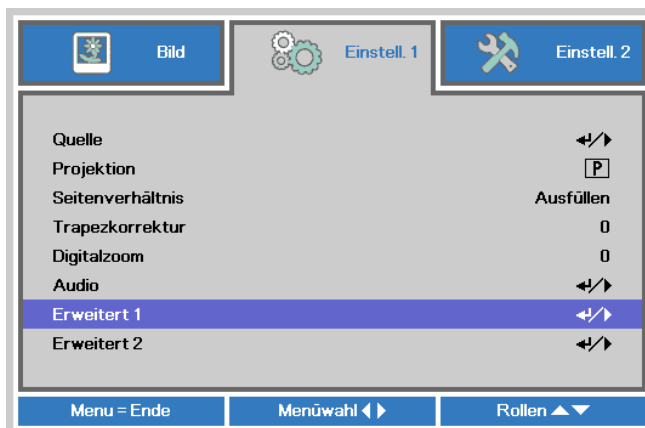 Bild Einstell. 1 Einstell. 2
Quelle
Projektion P
Seitenverhältnis Ausfüllen
Trapezkorrektur 0
Digitalzoom 0
Audio
Erweitert 1
Erweitert 2
Menu = Ende Menüwahl Rollen